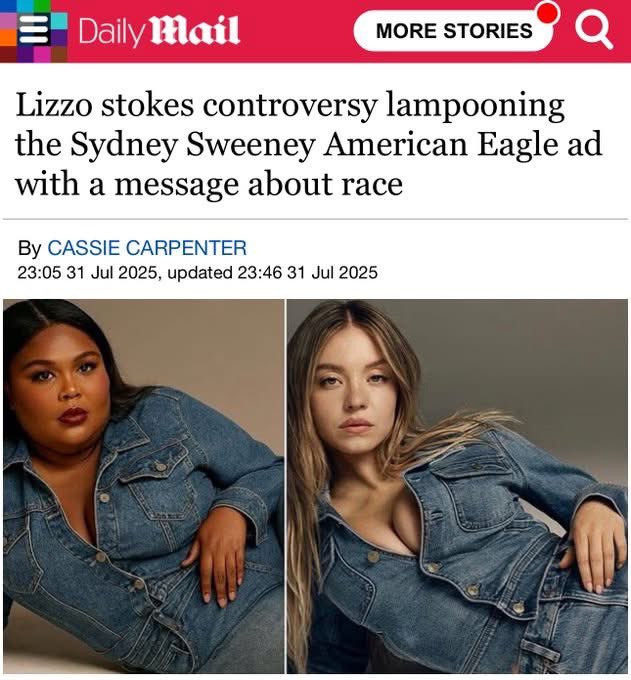 Daily Mail
MORE STORIES
Lizzo stokes controversy lampooning
the Sydney Sweeney American Eagle ad
with a message about race
By CASSIE CARPENTER
23:05 31 Jul 2025, updated 23:46 31 Jul 2025